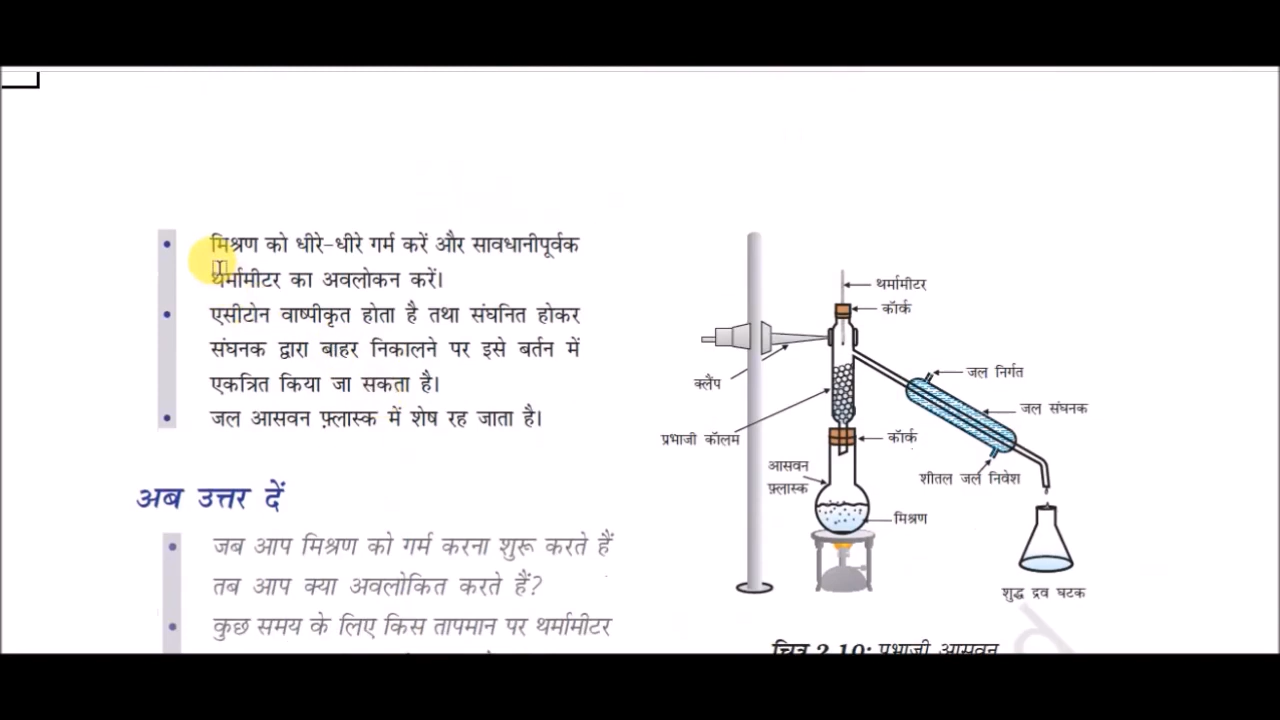 मिश्रण को धीरे-धीरे गर्म करें और सावधानीपूर्वक
थर्मामीटर का अवलोकन करें।
एसीटोन वाष्पीकृत होता है तथा संघनित होकर
संघनक द्वारा बाहर निकालने पर इसे बर्तन में
एकत्रित किया जा सकता है।
जल आसवन फ़्लास्क में शेष रह जाता है।
अब उत्तर दें
जब आप मिश्रण को गर्म करना शुरू करते हैं
तब आप क्या अवलोकित करते हैं?
कुछ समय के लिए किस तापमान पर थर्मामीटर
थर्मामीटर
कॉर्क
क्लैंप
जल निर्गत
जल संघनक
प्रभाजी कॉलम
कॉर्क
आसवन
फ़्लास्क
शीतल जल निवेश
मिश्रण
शुद्ध द्रव घटक
चित्र 2.10: प्रभाजी आसवन